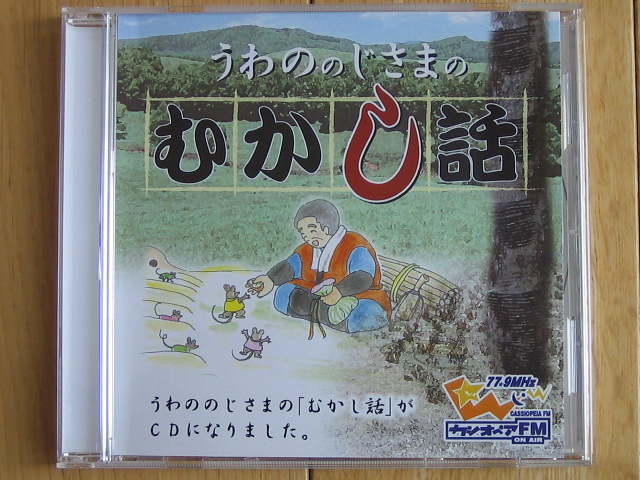 うわののじさまの
むかし話
うわののじさまの「むかし話」が
CDになりました。
77.9MHz
CASSIOPEIA FM
カシオペアFM
ON AIR